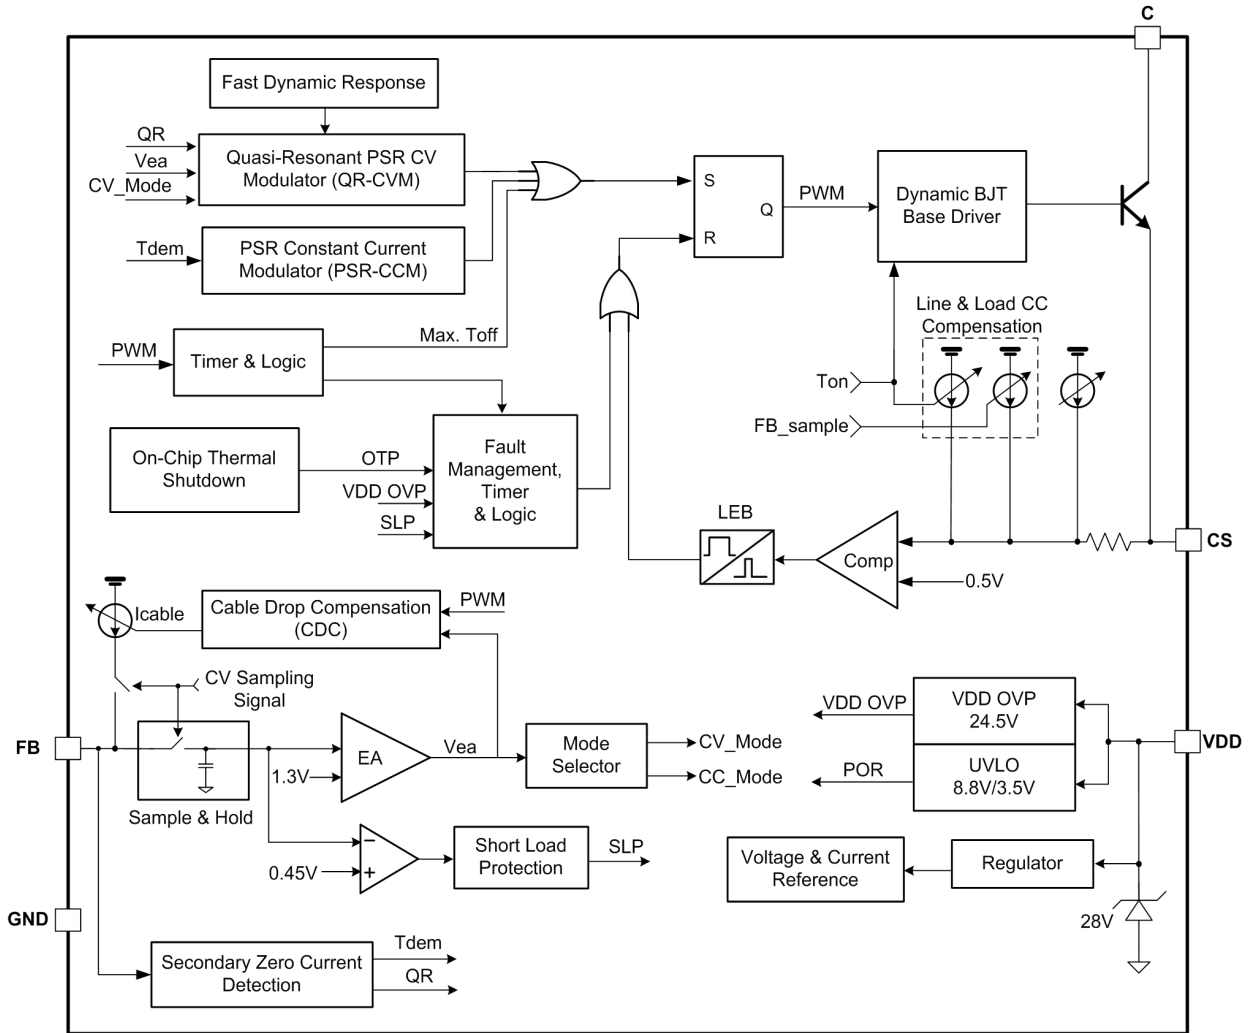 C
Fast Dynamic Response
QR
Vea
CV_Mode
Quasi-Resonant PSR CV
Modulator (QR-CVM)
S
Q
R
PWM
Dynamic BJT
Base Driver
Tdem
PSR Constant Current
Modulator (PSR-CCM)
Line & Load CC
Compensation
Max. Toff
PWM
Timer & Logic
Ton
FB_sample
On-Chip Thermal
Shutdown
OTP
VDD OVP
SLP
Fault
Management,
Timer
& Logic
LEB
Comp
CS
0.5V
Icable
Cable Drop Compensation
(CDC)
PWM
CV Sampling
Signal
FB
EA
1.3V
Vea
Mode
Selector
CV_Mode
CC_Mode
VDD OVP
VDD OVP
24.5V
POR
UVLO
8.8V/3.5V
VDD
Sample & Hold
−
+
0.45V
Short Load
Protection
SLP
Voltage & Current
Reference
Regulator
28V
GND
Secondary Zero Current
Detection
Tdem
QR